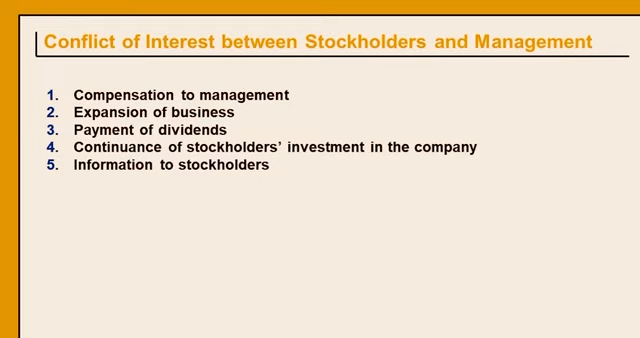 Conflict of Interest between Stockholders and Management
1. Compensation to management
2. Expansion of business
3. Payment of dividends
4. Continuance of stockholders' investment in the company
5. Information to stockholders